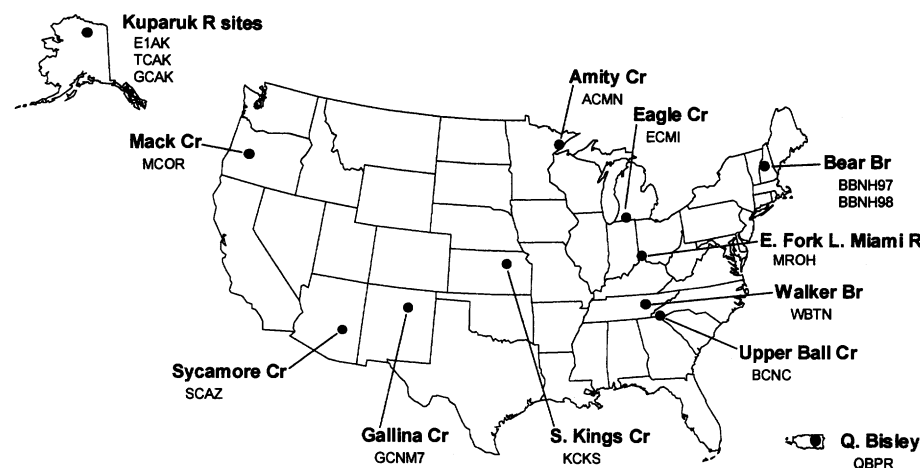 Kuparuk R sites
E1AK
TCAK
GCAK
Amity Cr
ACMN
Eagle Cr
ECMI
Mack Cr
MCOR
Bear Br
BBNH97
BBNH98
E. Fork L. Miami R
MROH
Walker Br
WBTN
Upper Ball Cr
BCNC
Sycamore Cr
SCAZ
Gallina Cr
GCNM7
S. Kings Cr
KCKS
Q. Bisley
QBPR